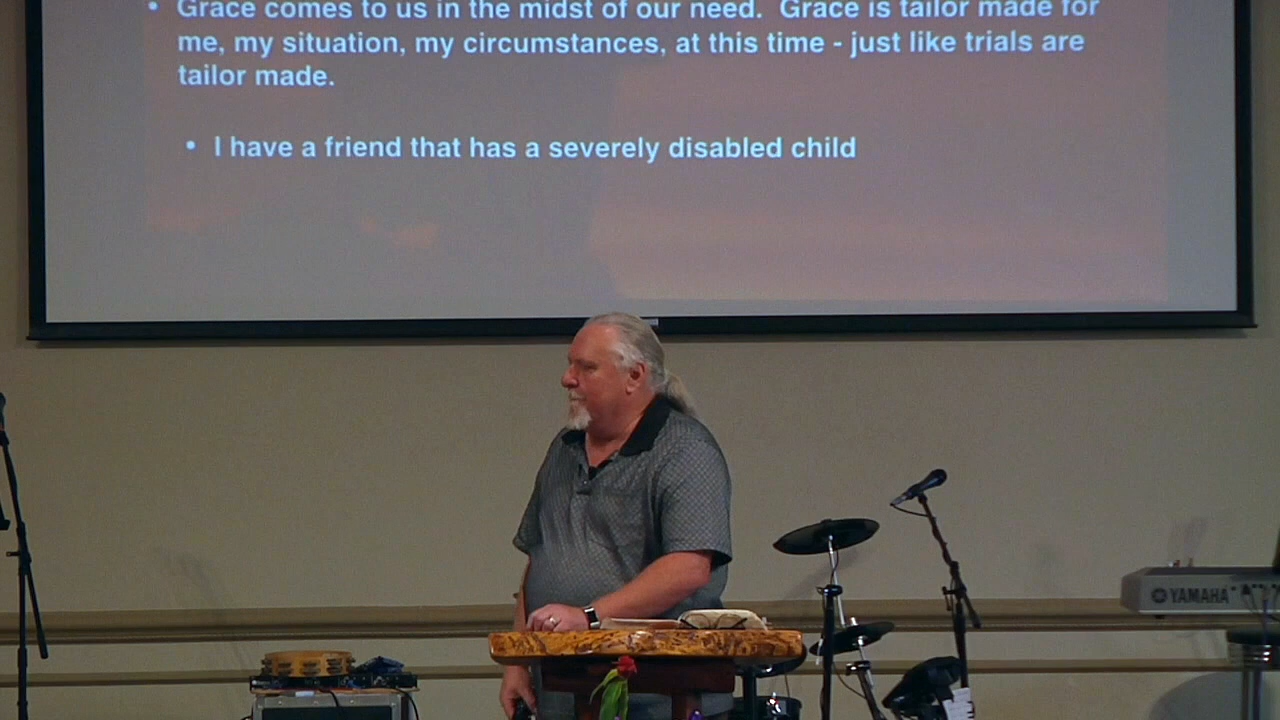 • Grace comes to us in the midst of our need. Grace is tailor made for
me, my situation, my circumstances, at this time - just like trials are
tailor made.
• I have a friend that has a severely disabled child
YAMAHA